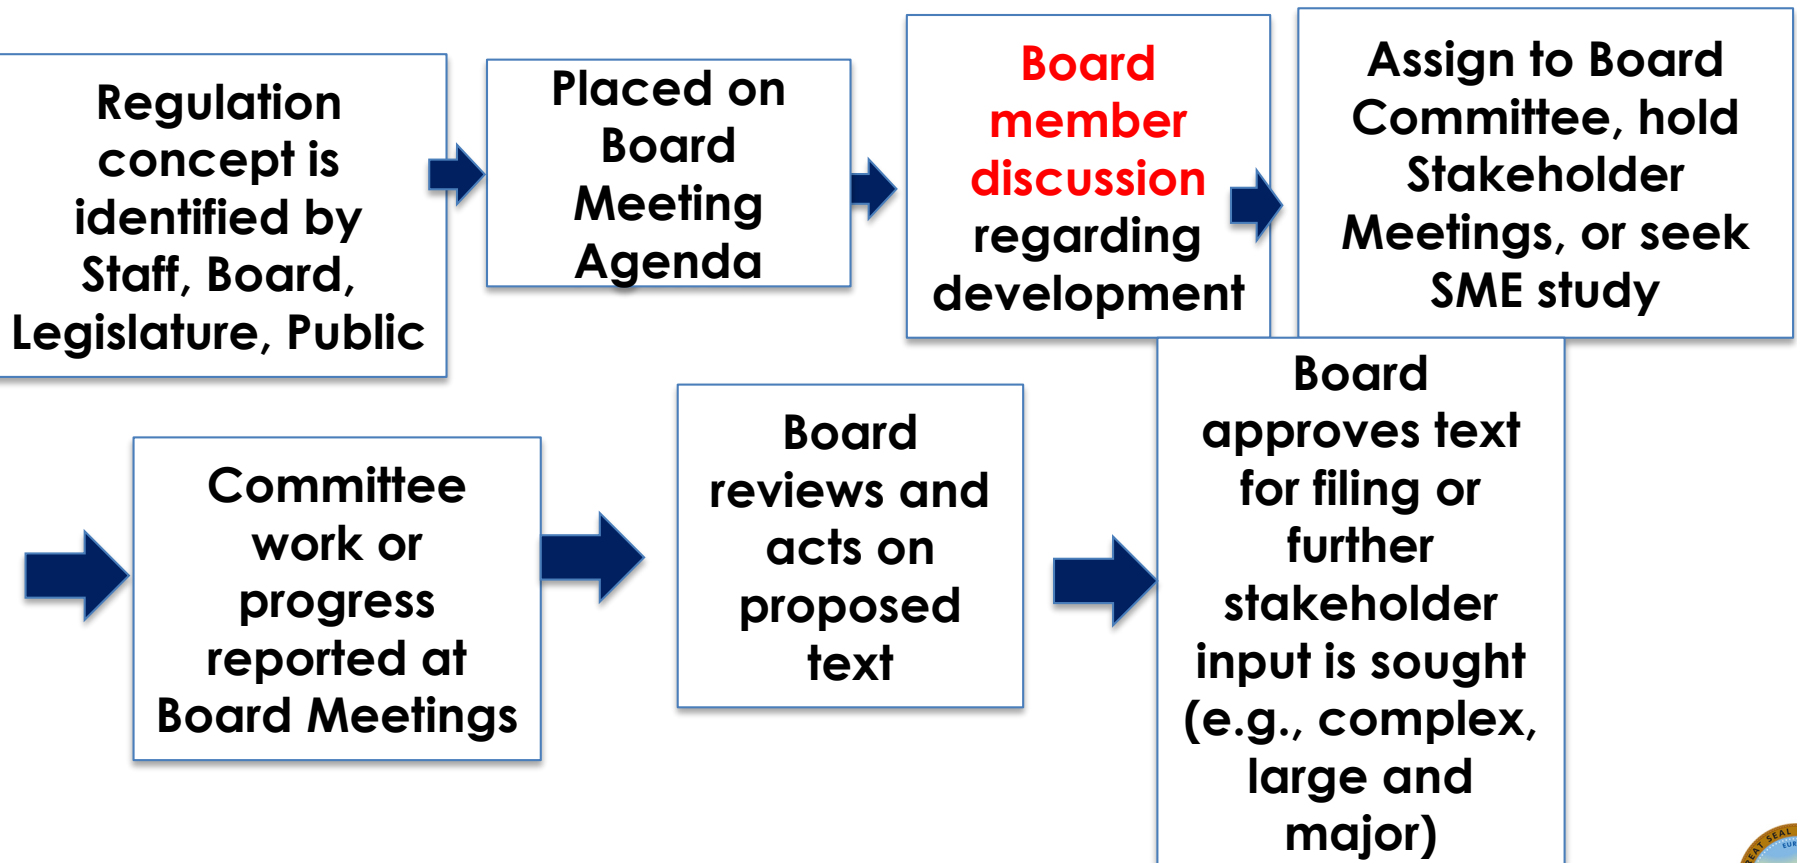 Regulation
concept is
identified by
Staff, Board,
Legislature, Public
Placed on
Board
Meeting
Agenda
Board
member
discussion
regarding
development
Assign to Board
Committee, hold
Stakeholder
Meetings, or seek
SME study
Committee
work or
progress
reported at
Board Meetings
Board
reviews and
acts on
proposed
text
Board
approves text
for filing or
further
stakeholder
input is sought
(e.g., complex,
large and
major)
SEAL